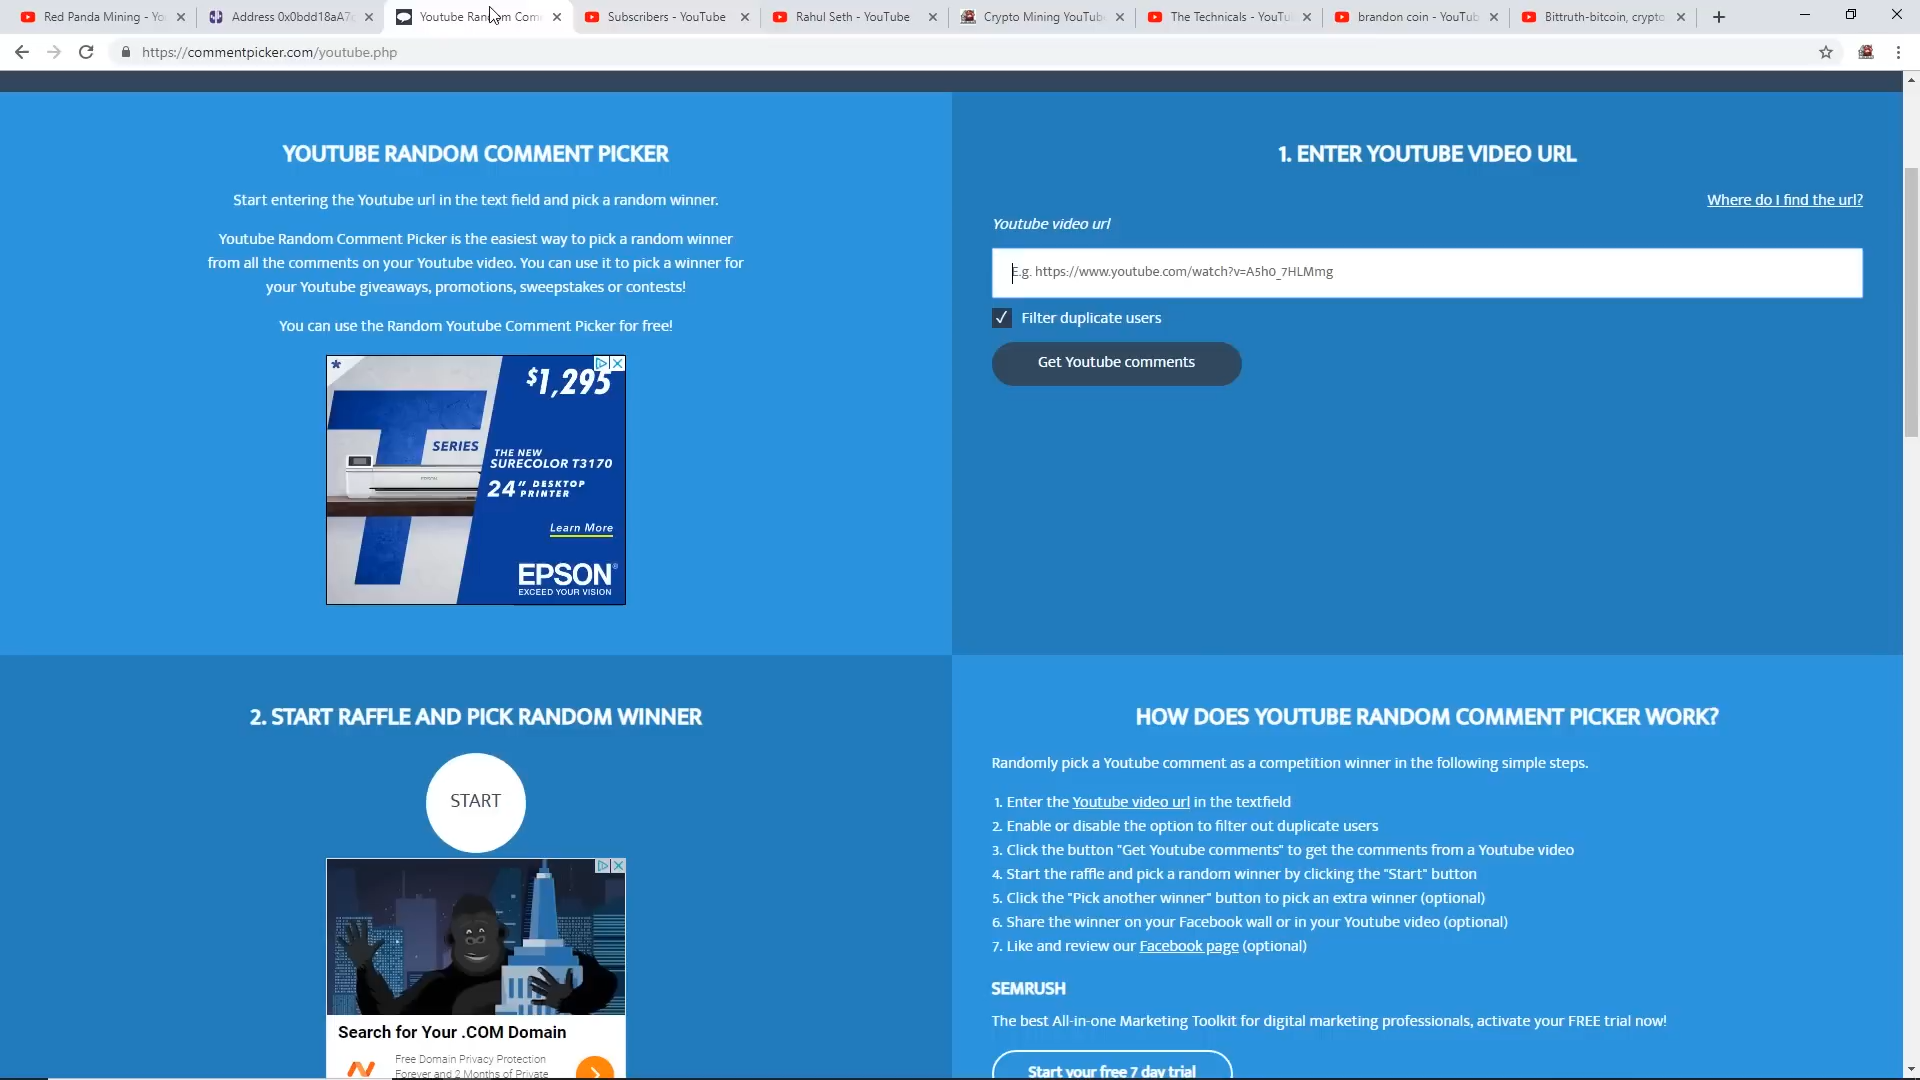 Red Panda Mining - Yo
Address 0x0bdd18aA7
Youtube Random Com
Subscribers - YouTube
Rahul Seth - YouTube
Crypto Mining YouTub
The Technicals - YouTu
brandon coin - YouTub
Bittruth-bitcoin, crypto
https://commentpicker.com/youtube.php
YOUTUBE RANDOM COMMENT PICKER
Start entering the Youtube url in the text field and pick a random winner.
Youtube Random Comment Picker is the easiest way to pick a random winner
from all the comments on your Youtube video. You can use it to pick a winner for
your Youtube giveaways, promotions, sweepstakes or contests!
You can use the Random Youtube Comment Picker for free!
$1,295
SERIES
THE NEW
SURECOLOR T3170
24" DESKTOP
PRINTER
Learn More
EPSON®
EXCEED YOUR VISION
1. ENTER YOUTUBE VIDEO URL
Where do I find the url?
Youtube video url
E.g. https://www.youtube.com/watch?v=A5h0_7HLMmg
Filter duplicate users
Get Youtube comments
2. START RAFFLE AND PICK RANDOM WINNER
START
Search for Your .COM Domain
Free Domain Privacy Protection
Forever and 2 Months of Private
HOW DOES YOUTUBE RANDOM COMMENT PICKER WORK?
Randomly pick a Youtube comment as a competition winner in the following simple steps.
1. Enter the Youtube video url in the textfield
2. Enable or disable the option to filter out duplicate users
3. Click the button "Get Youtube comments" to get the comments from a Youtube video
4. Start the raffle and pick a random winner by clicking the "Start" button
5. Click the "Pick another winner" button to pick an extra winner (optional)
6. Share the winner on your Facebook wall or in your Youtube video (optional)
7. Like and review our Facebook page (optional)
SEMRUSH
The best All-in-one Marketing Toolkit for digital marketing professionals, activate your FREE trial now!
Start your free 7 day trial